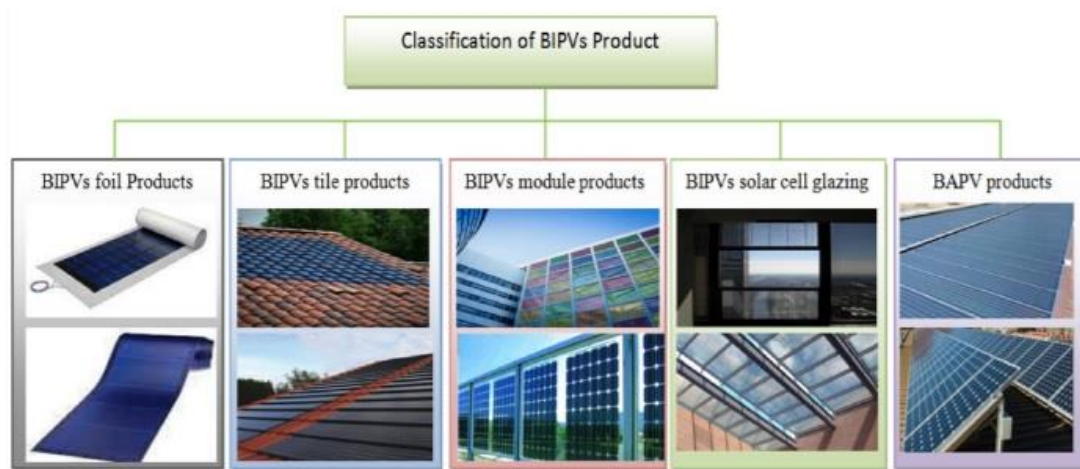 Classification of BIPVs Product
BIPVs foil Products
BIPVs tile products
BIPVs module products
BIPVs solar cell glazing
BAPV products